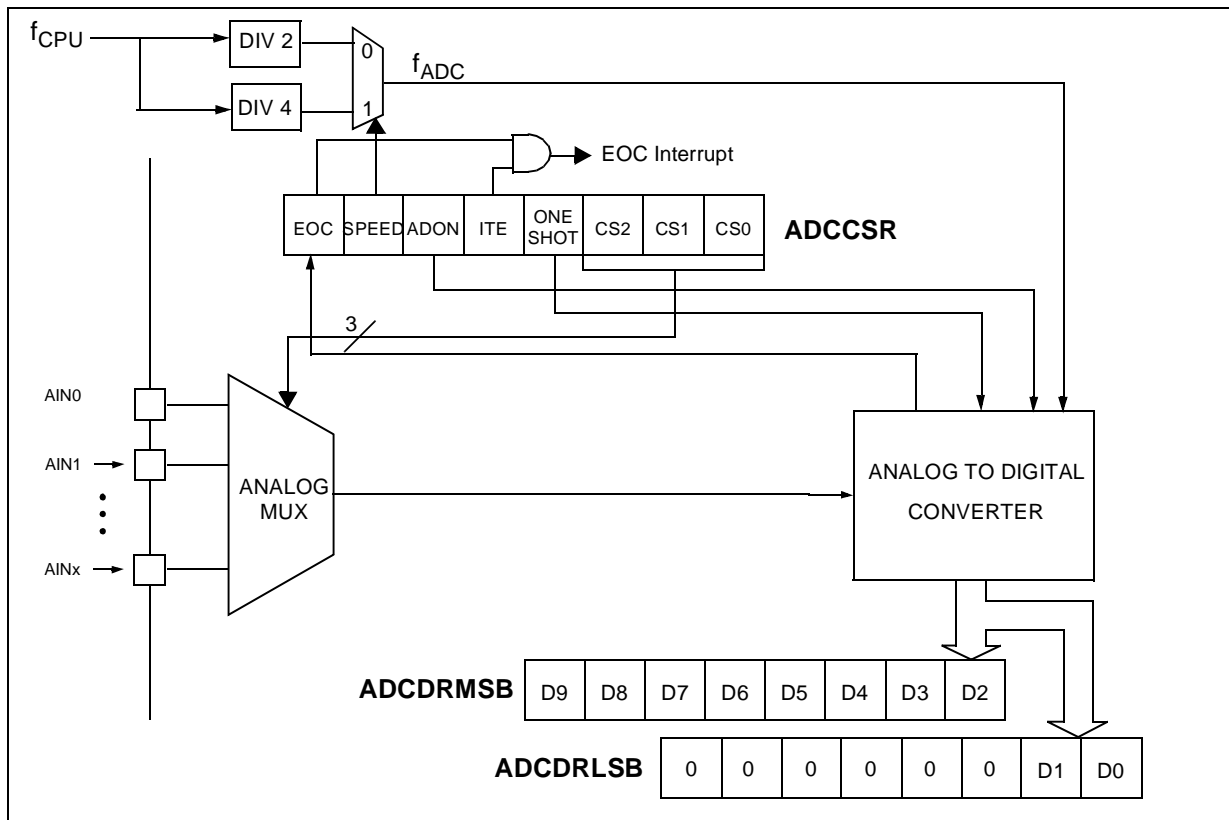 fCPU
DIV 2
0
fADC
DIV 4
1
EOC Interrupt
EOC SPEED ADON ITE ONE SHOT CS2 CS1 CS0 ADCCSR
3
AIN0
AIN1
AINx
ANALOG
MUX
ANALOG TO DIGITAL
CONVERTER
ADCDRMSB D9 D8 D7 D6 D5 D4 D3 D2
ADCDRLSB 0 0 0 0 0 0 D1 D0